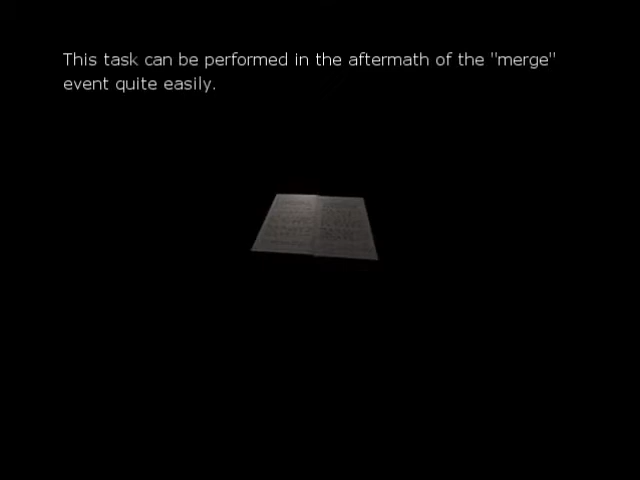 This task can be performed in the aftermath of the "merge"
event quite easily.